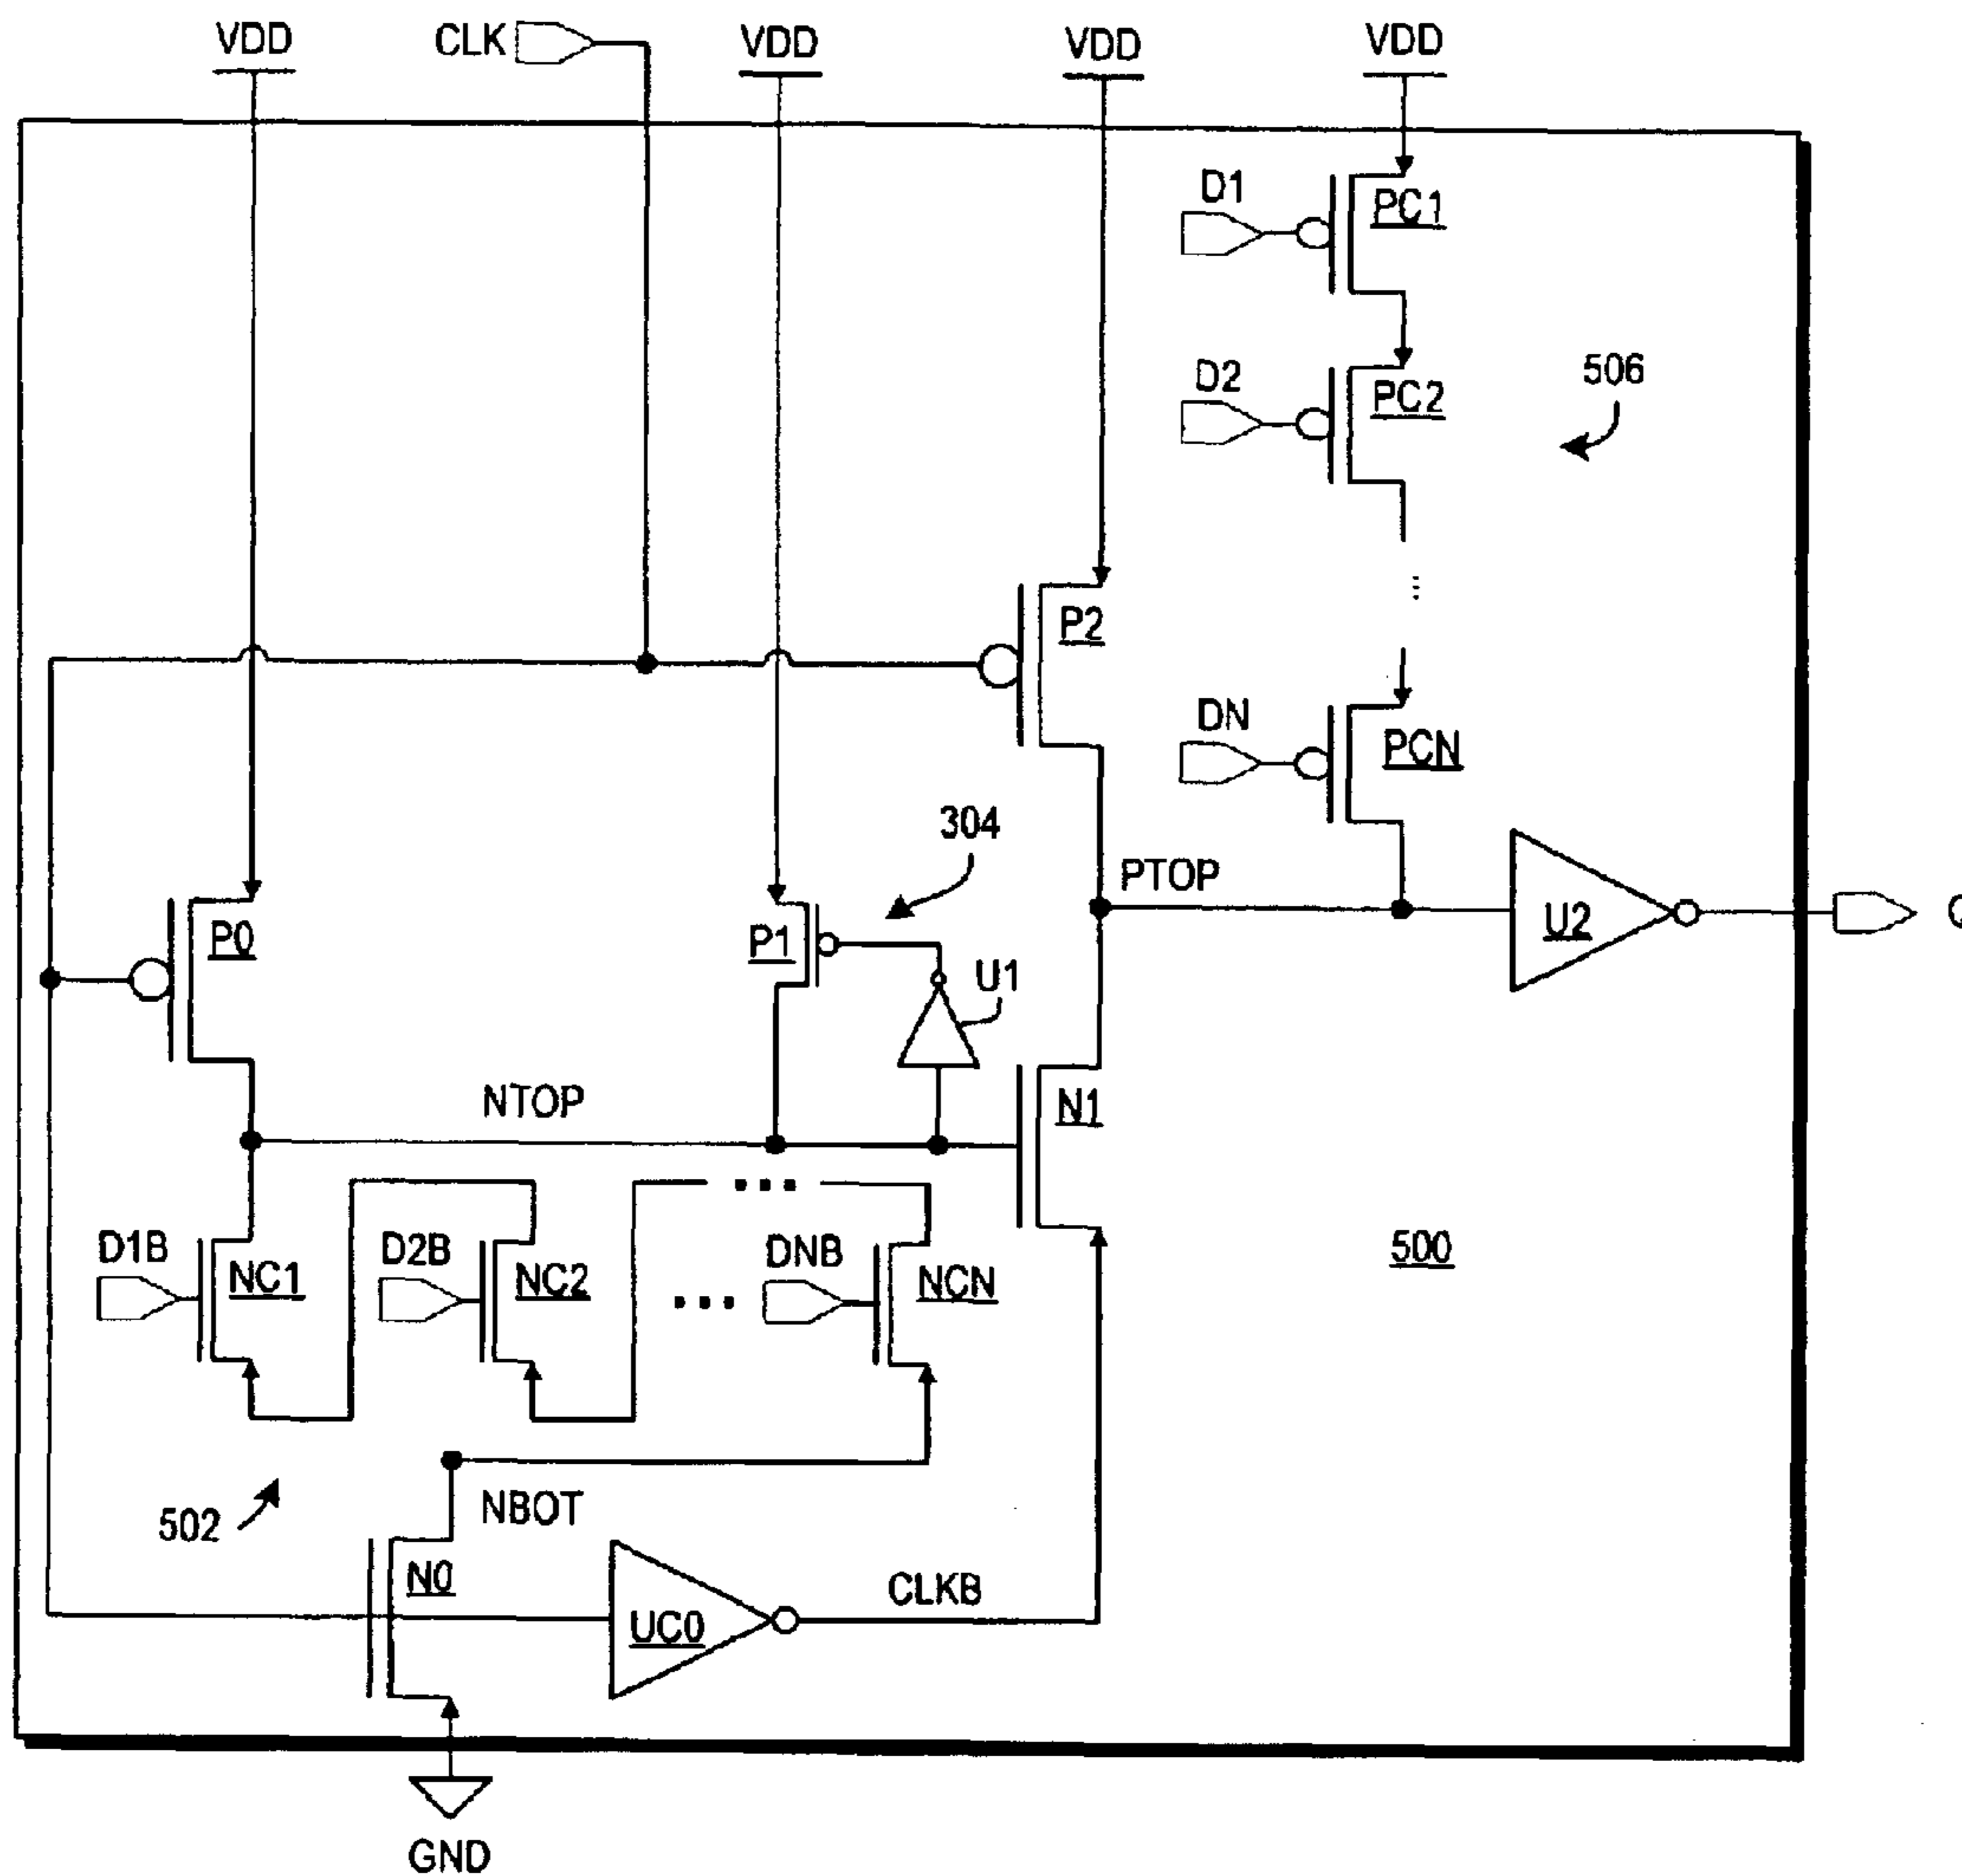 VDD
CLK
VDD
VDD
VDD
D1
PC1
D2
PC2
506
...
P2
DN
PCN
304
PTOP
P0
P1
U1
U2
Q
NTOP
N1
...
D1B
NC1
D2B
NC2
...
DNB
NCN
500
502
NBOT
N0
UC0
CLKB
GND